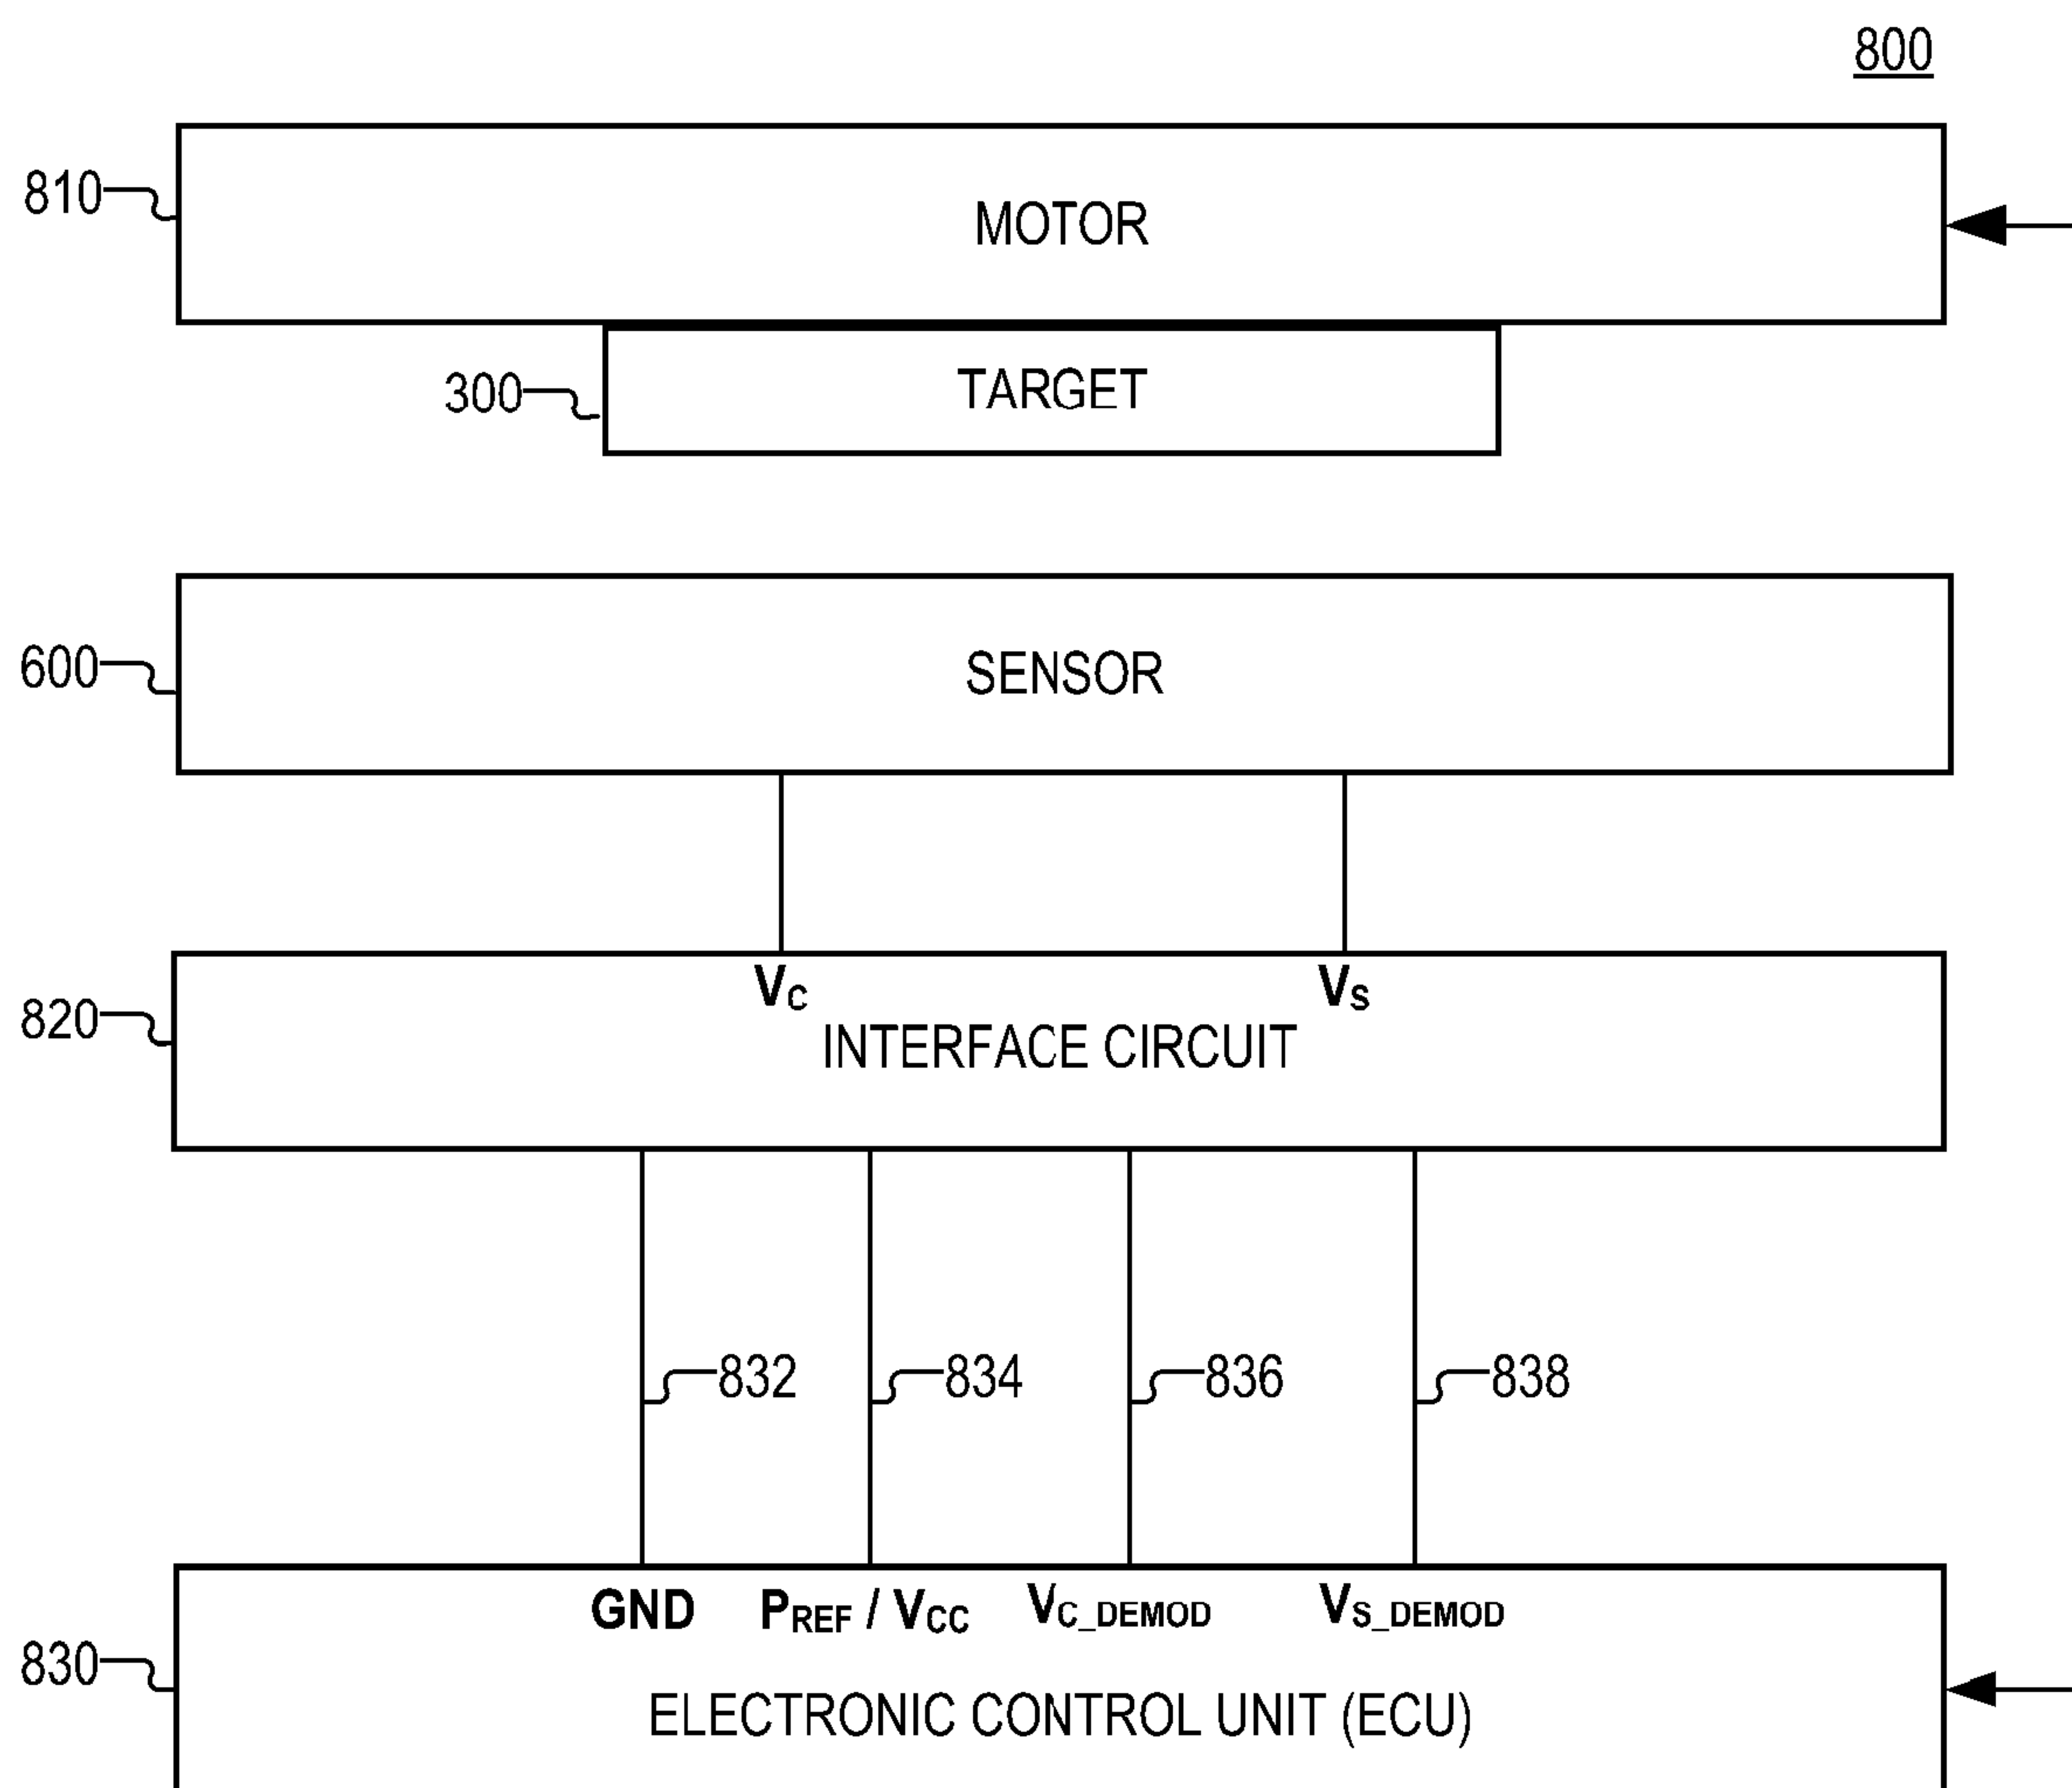 800
810
MOTOR
300
TARGET
600
SENSOR
820
VC VS
INTERFACE CIRCUIT
832 834 836 838
GND PREF / VCC VC_DEMOD VS_DEMOD
830
ELECTRONIC CONTROL UNIT (ECU)